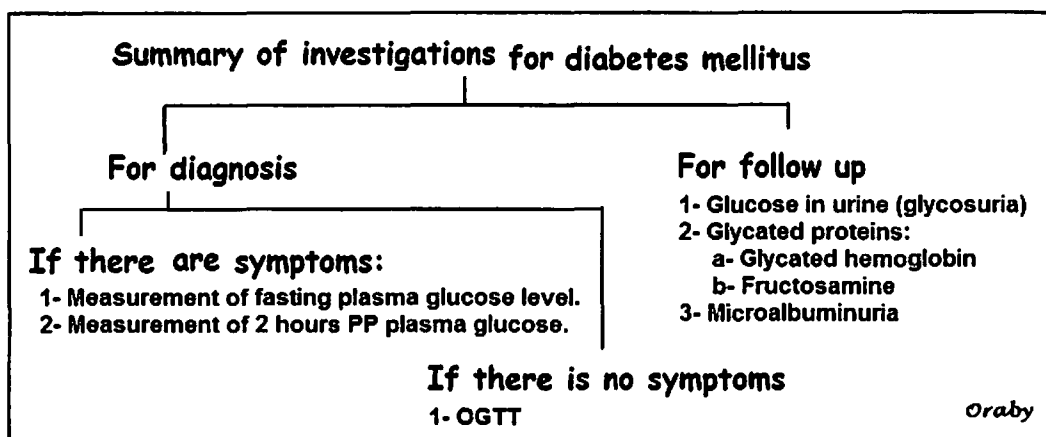 Summary of investigations for diabetes mellitus
For diagnosis
If there are symptoms:
1- Measurement of fasting plasma glucose level.
2- Measurement of 2 hours PP plasma glucose.
If there is no symptoms
1- OGTT
For follow up
1- Glucose in urine (glycosuria)
2- Glycated proteins:
a- Glycated hemoglobin
b- Fructosamine
3- Microalbuminuria
Oraby